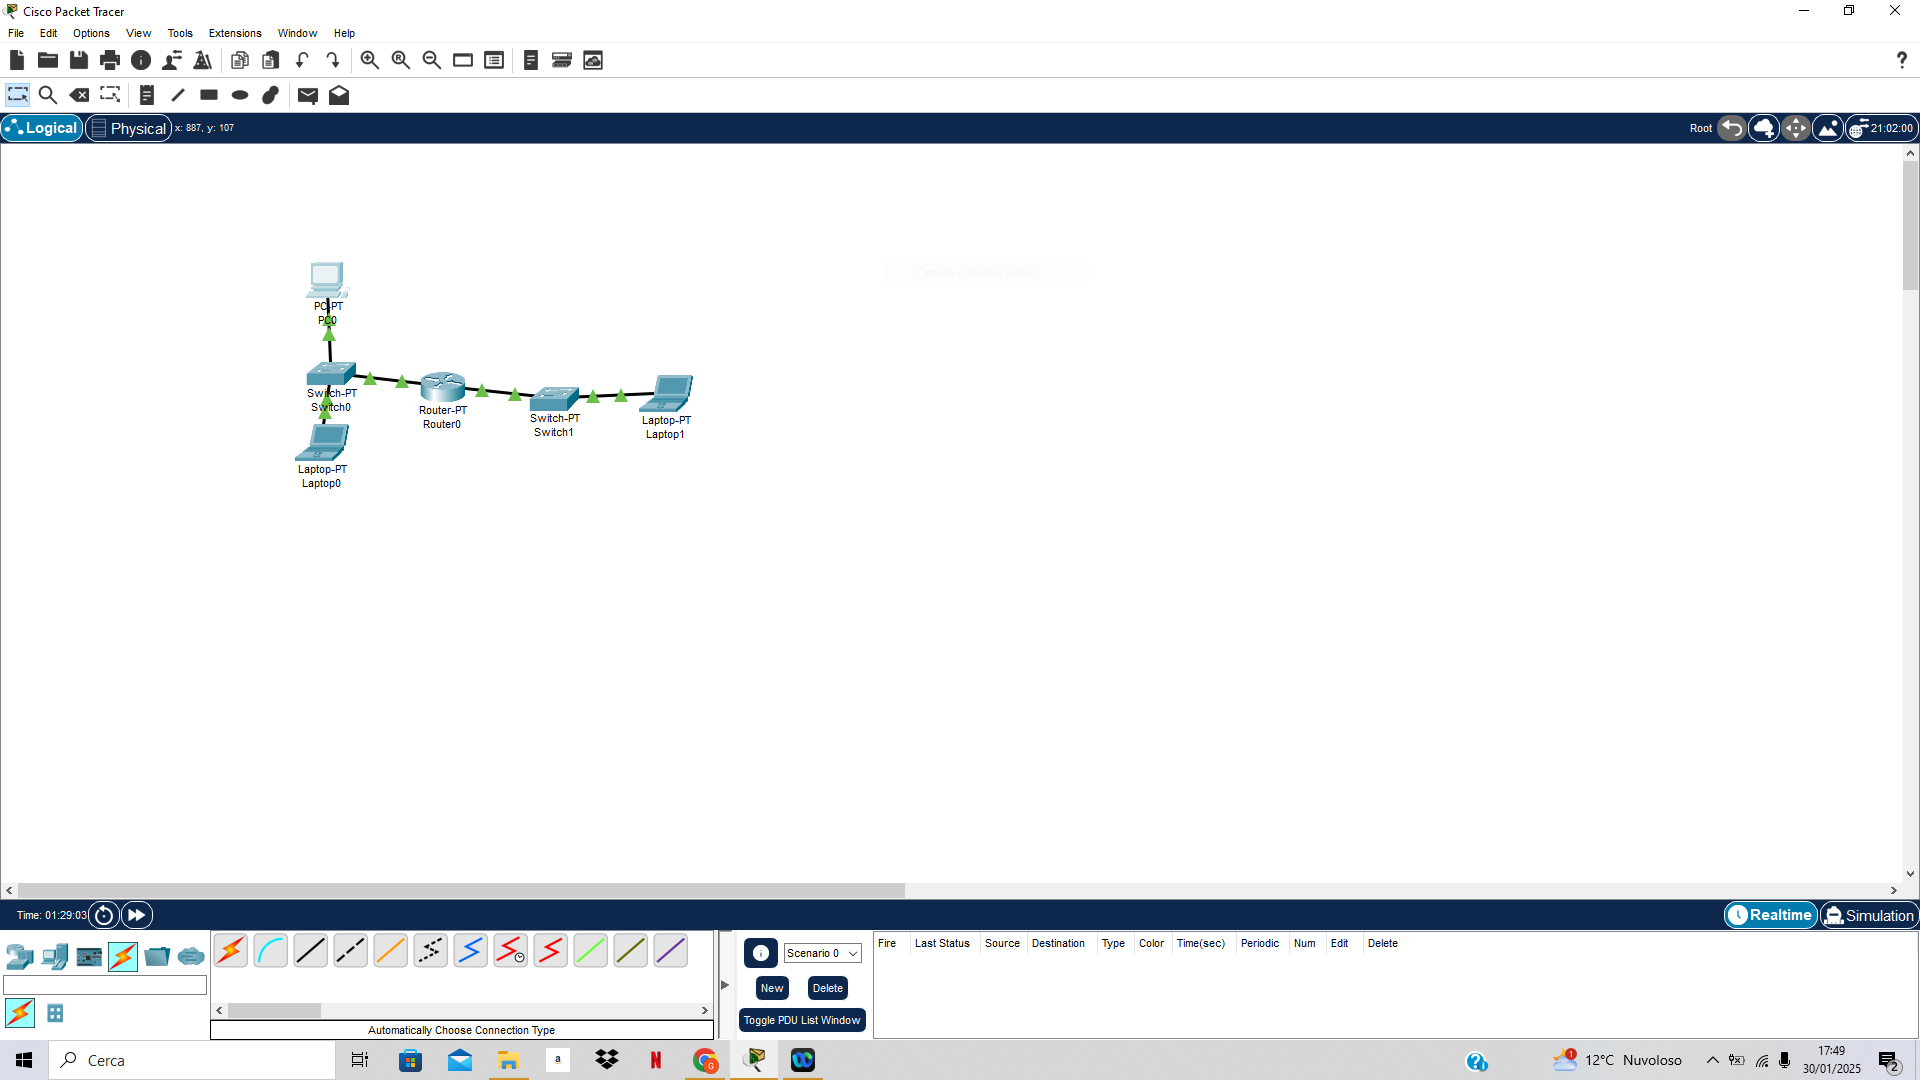 Cisco Packet Tracer
File Edit Options View Tools Extensions Window Help
?
Logical Physical x: 887, y: 107 Root 21:02:00
PC-PT
PC0
Switch-PT
Switch0
Router-PT
Router0
Switch-PT
Switch1
Laptop-PT
Laptop1
Laptop-PT
Laptop0
Time: 01:29:03 Realtime Simulation
Scenario 0
New Delete
Toggle PDU List Window
Fire Last Status Source Destination Type Color Time(sec) Periodic Num Edit Delete
Automatically Choose Connection Type
Cerca
12°C Nuvoloso
17:49
30/01/2025